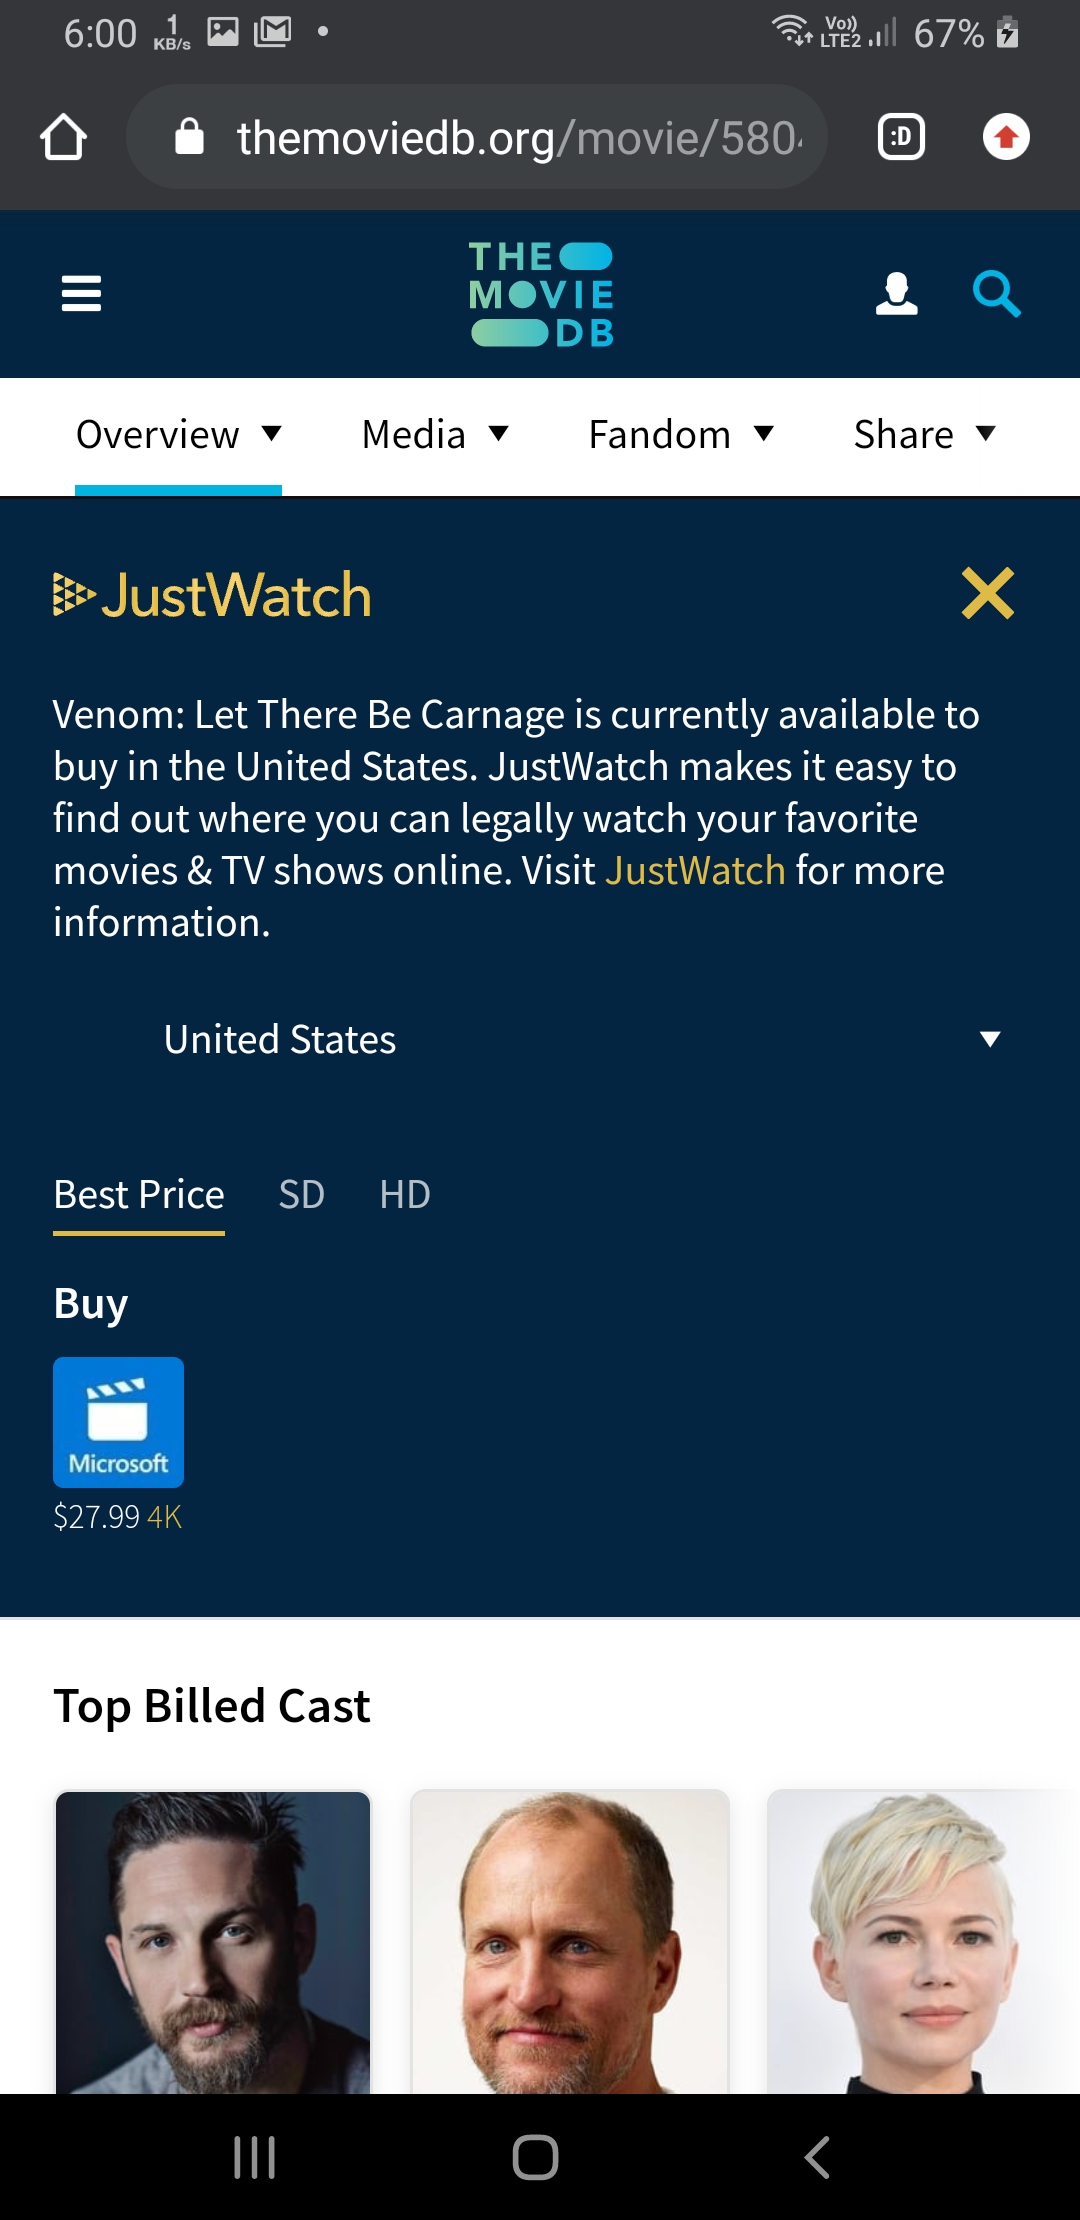 6:00 1 KB/s Vo)) LTE2 67%
themoviedb.org/movie/580
:D
THE
MOVIE
DB
Overview Media Fandom Share
JustWatch
Venom: Let There Be Carnage is currently available to
buy in the United States. JustWatch makes it easy to
find out where you can legally watch your favorite
movies & TV shows online. Visit JustWatch for more
information.
United States
Best Price SD HD
Buy
Microsoft
$27.99 4K
Top Billed Cast